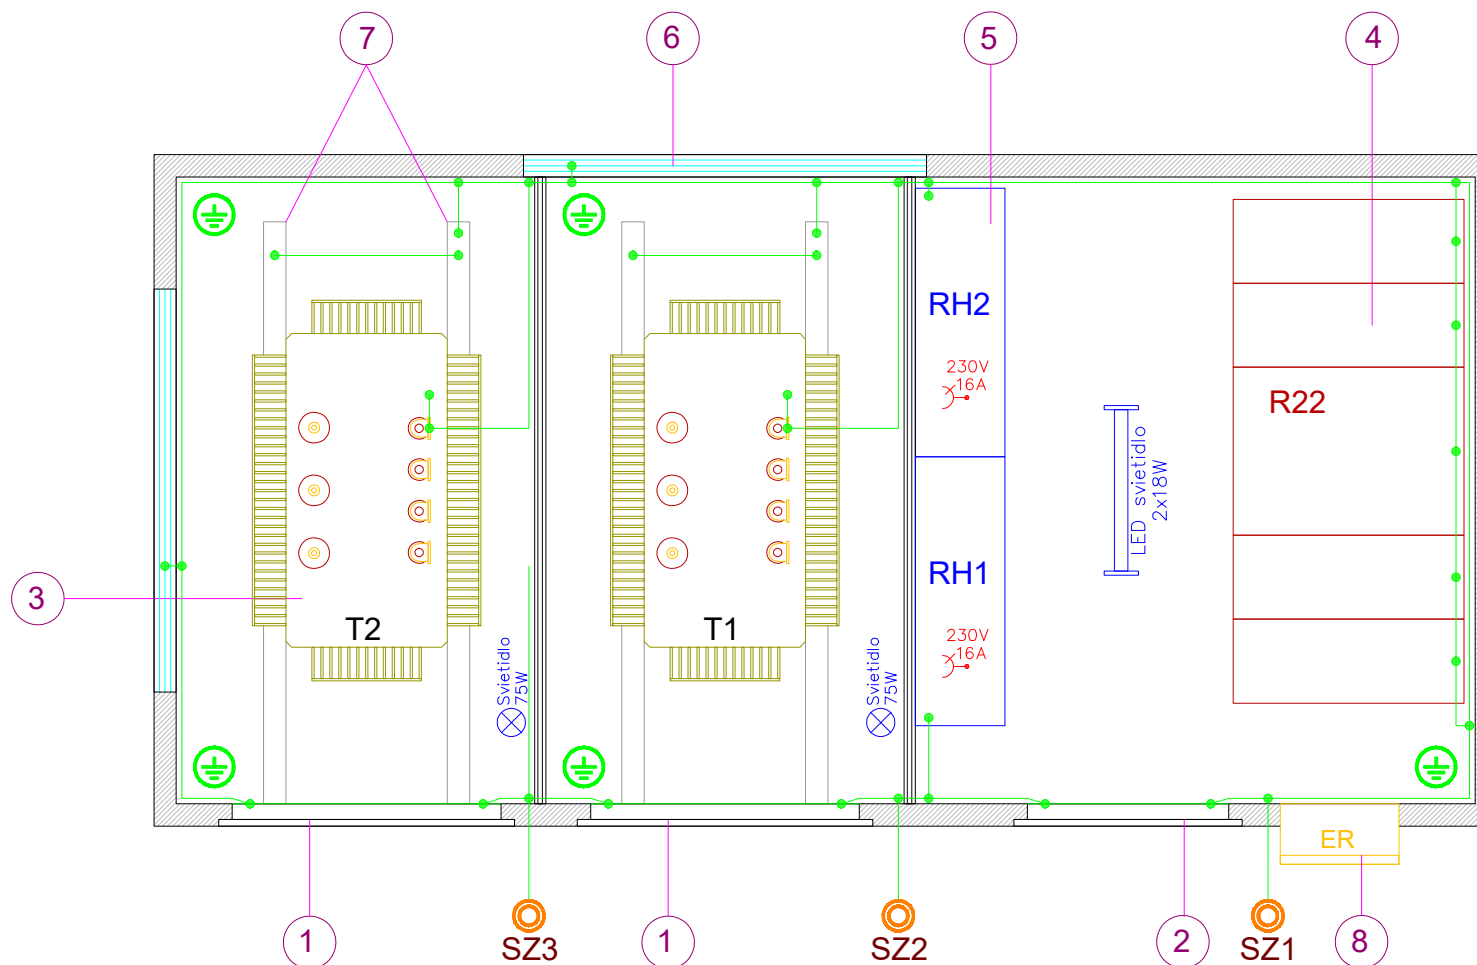 7
6
5
4
RH2
230V
16A
R22
LED svietidlo
2x18W
RH1
3
T2
T1
230V
16A
Svietidlo
75W
Svietidlo
75W
ER
1
SZ3
1
SZ2
2
SZ1
8